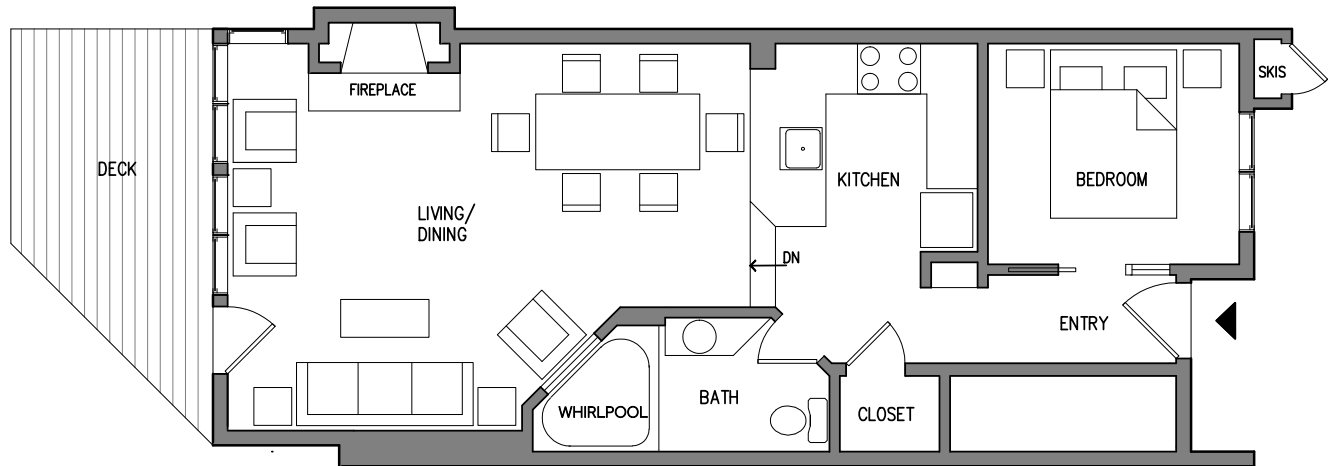 FIREPLACE
SKIS
DECK
KITCHEN
BEDROOM
LIVING/
DINING
DN
ENTRY
BATH
WHIRLPOOL
CLOSET